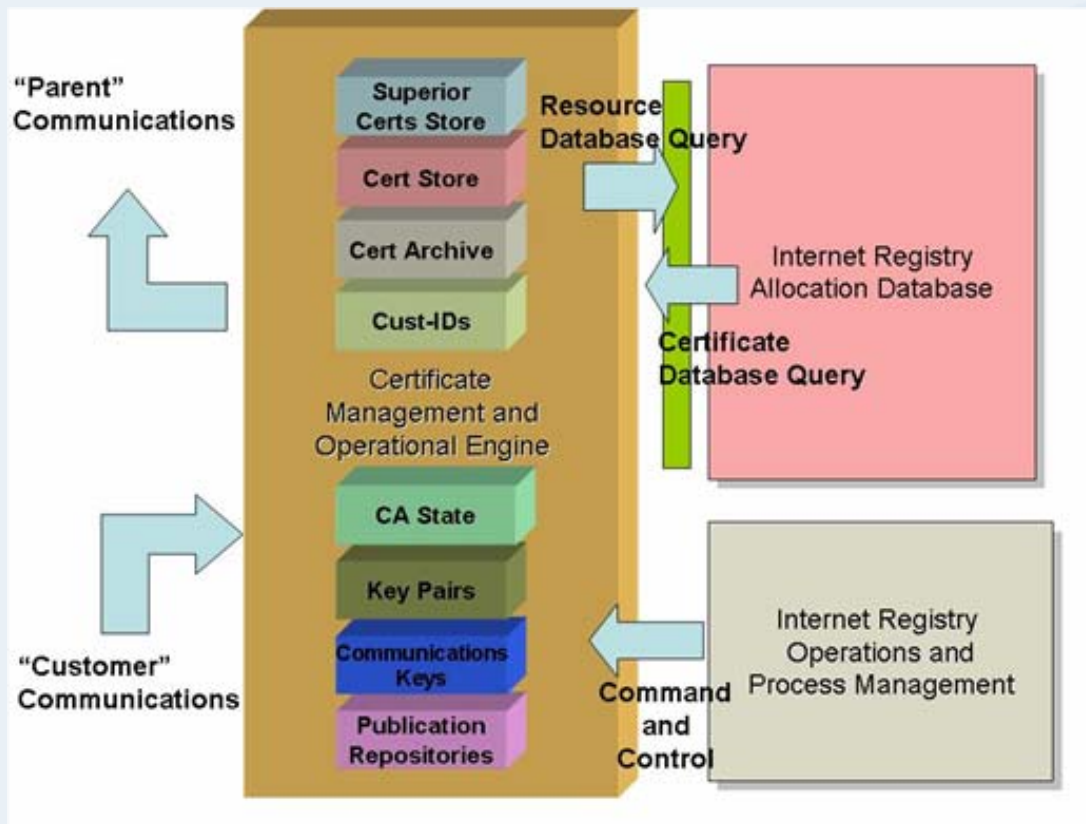 “Parent”
Communications
Superior
Certs Store
Cert Store
Cert Archive
Cust-IDs
Certificate
Management and
Operational Engine
CA State
Key Pairs
Communications
Keys
Publication
Repositories
“Customer”
Communications
Resource
Database Query
Internet Registry
Allocation Database
Certificate
Database Query
Internet Registry
Operations and
Process Management
Command
and
Control